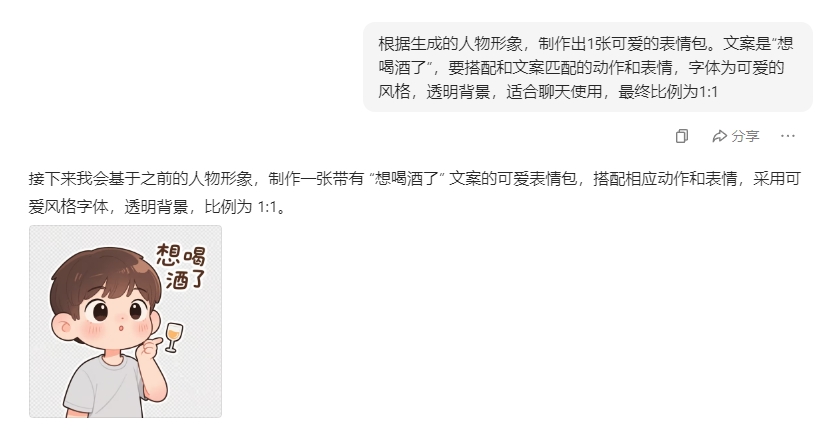 根据生成的人物形象，制作出1张可爱的表情包。文案是“想
喝酒了”，要搭配和文案匹配的动作和表情，字体为可爱的
风格，透明背景，适合聊天使用，最终比例为1:1
分享
接下来我会基于之前的人物形象，制作一张带有 “想喝酒了” 文案的可爱表情包，搭配相应动作和表情，采用可
爱风格字体，透明背景，比例为 1:1。
想喝
酒了